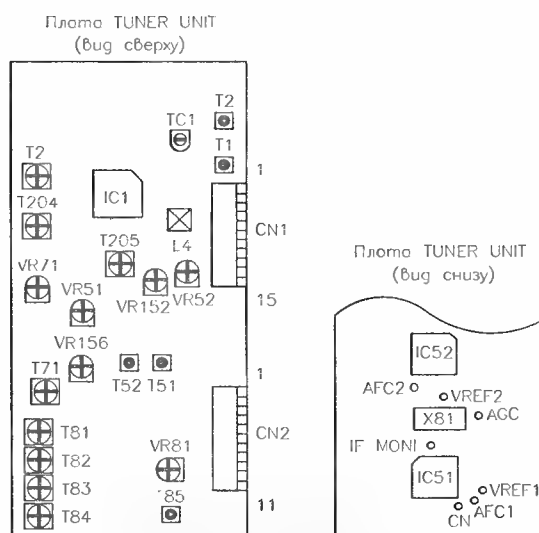 Плата TUNER UNIT
(вид сверху)
T2
TC1
T1
T2
1
IC1
T204
CN1
L4
T205
VR71
VR152
VR52
VR51
15
VR156
1
T71
T52
T51
T81
CN2
T82
VR81
T83
T85
11
T84
Плата TUNER UNIT
(вид снизу)
IC52
AFC2
VREF2
X81
AGC
IF MONI
IC51
VREF1
AFC1
CN